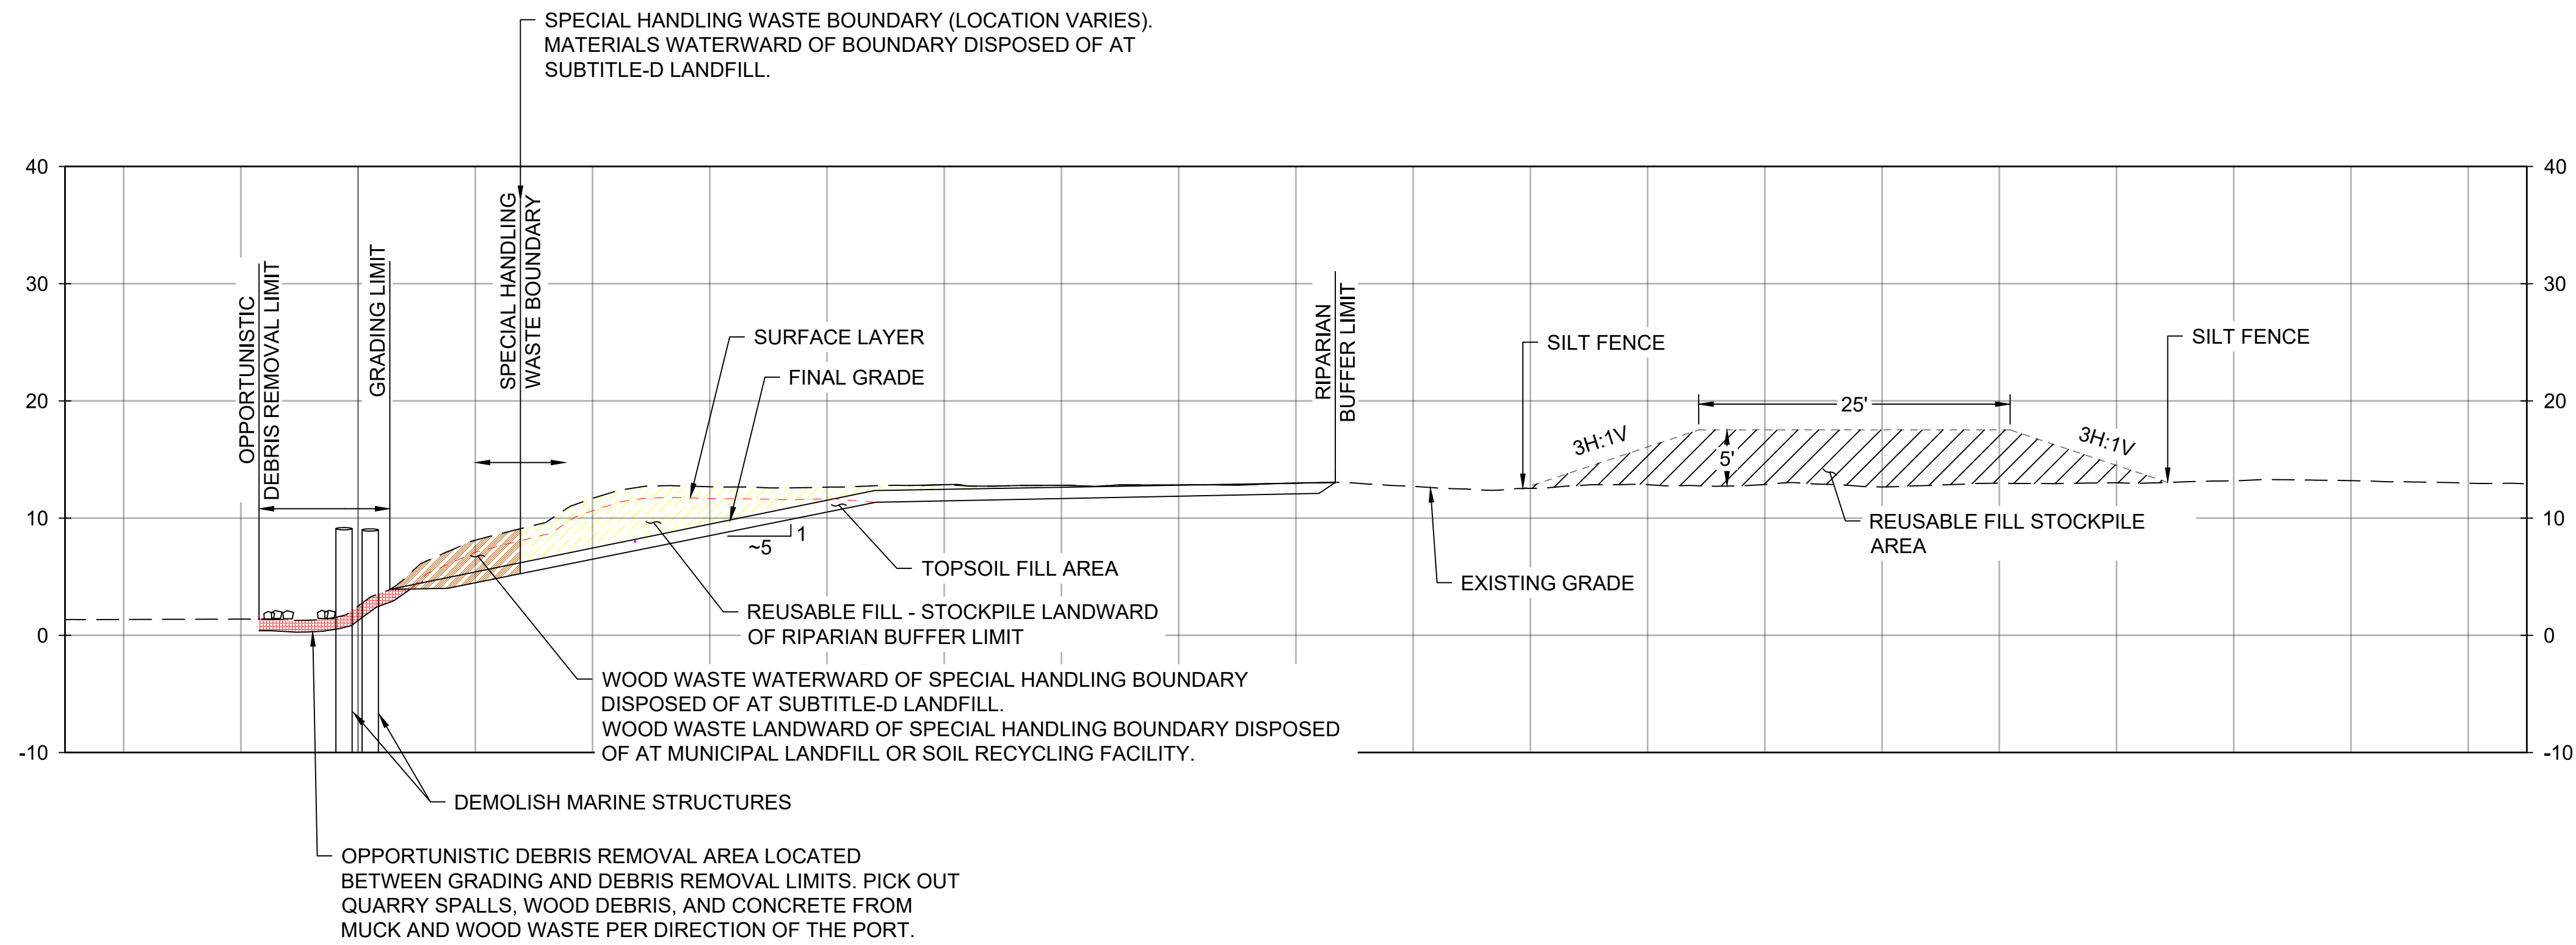 SPECIAL HANDLING WASTE BOUNDARY (LOCATION VARIES).
MATERIALS WATERWARD OF BOUNDARY DISPOSED OF AT
SUBTITLE-D LANDFILL.
40
40
30
30
20
20
10
10
0
0
-10
-10
OPPORTUNISTIC
DEBRIS REMOVAL LIMIT
GRADING LIMIT
SPECIAL HANDLING
WASTE BOUNDARY
SURFACE LAYER
FINAL GRADE
RIPARIAN
BUFFER LIMIT
SILT FENCE
SILT FENCE
25'
3H:1V
5'
3H:1V
REUSABLE FILL STOCKPILE
AREA
1
~5
TOPSOIL FILL AREA
EXISTING GRADE
REUSABLE FILL - STOCKPILE LANDWARD
OF RIPARIAN BUFFER LIMIT
WOOD WASTE WATERWARD OF SPECIAL HANDLING BOUNDARY
DISPOSED OF AT SUBTITLE-D LANDFILL.
WOOD WASTE LANDWARD OF SPECIAL HANDLING BOUNDARY DISPOSED
OF AT MUNICIPAL LANDFILL OR SOIL RECYCLING FACILITY.
DEMOLISH MARINE STRUCTURES
OPPORTUNISTIC DEBRIS REMOVAL AREA LOCATED
BETWEEN GRADING AND DEBRIS REMOVAL LIMITS. PICK OUT
QUARRY SPALLS, WOOD DEBRIS, AND CONCRETE FROM
MUCK AND WOOD WASTE PER DIRECTION OF THE PORT.